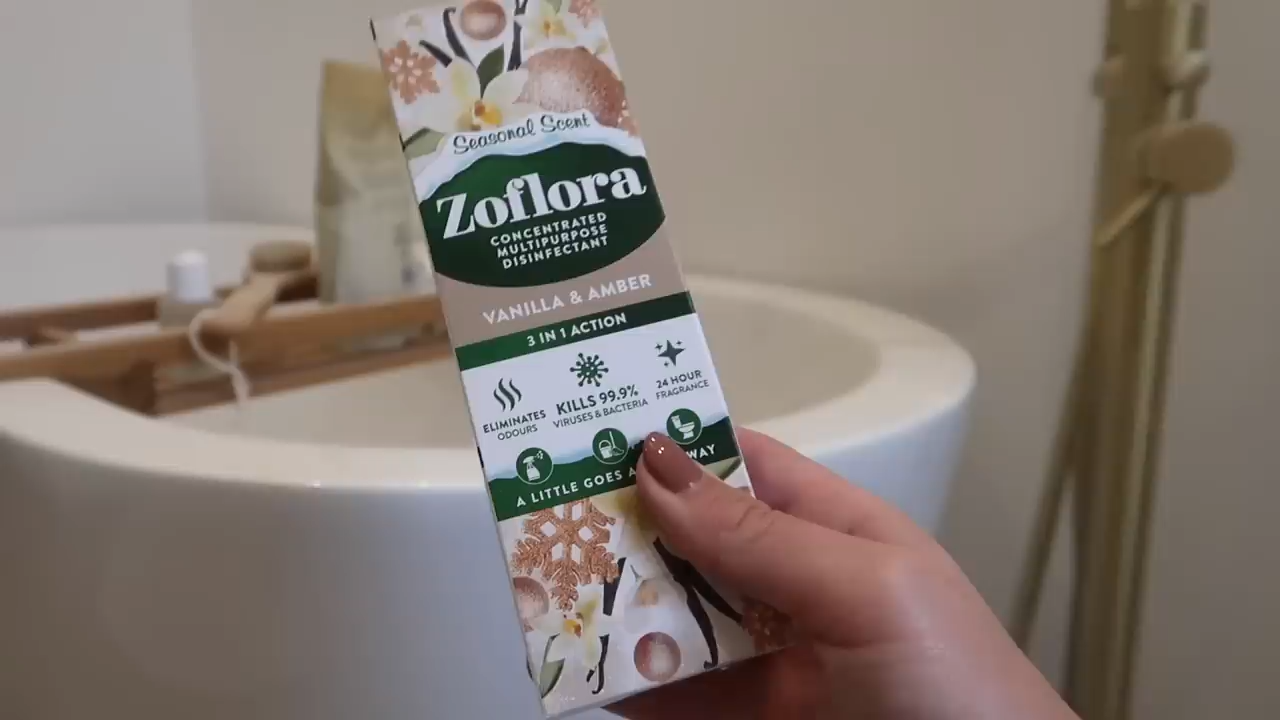 Seasonal Scent
Zoflora
CONCENTRATED
MULTIPURPOSE
DISINFECTANT
VANILLA & AMBER
3 IN 1 ACTION
ELIMINATES
ODOURS
KILLS 99.9%
VIRUSES & BACTERIA
24 HOUR
FRAGRANCE
A LITTLE GOES A WAY